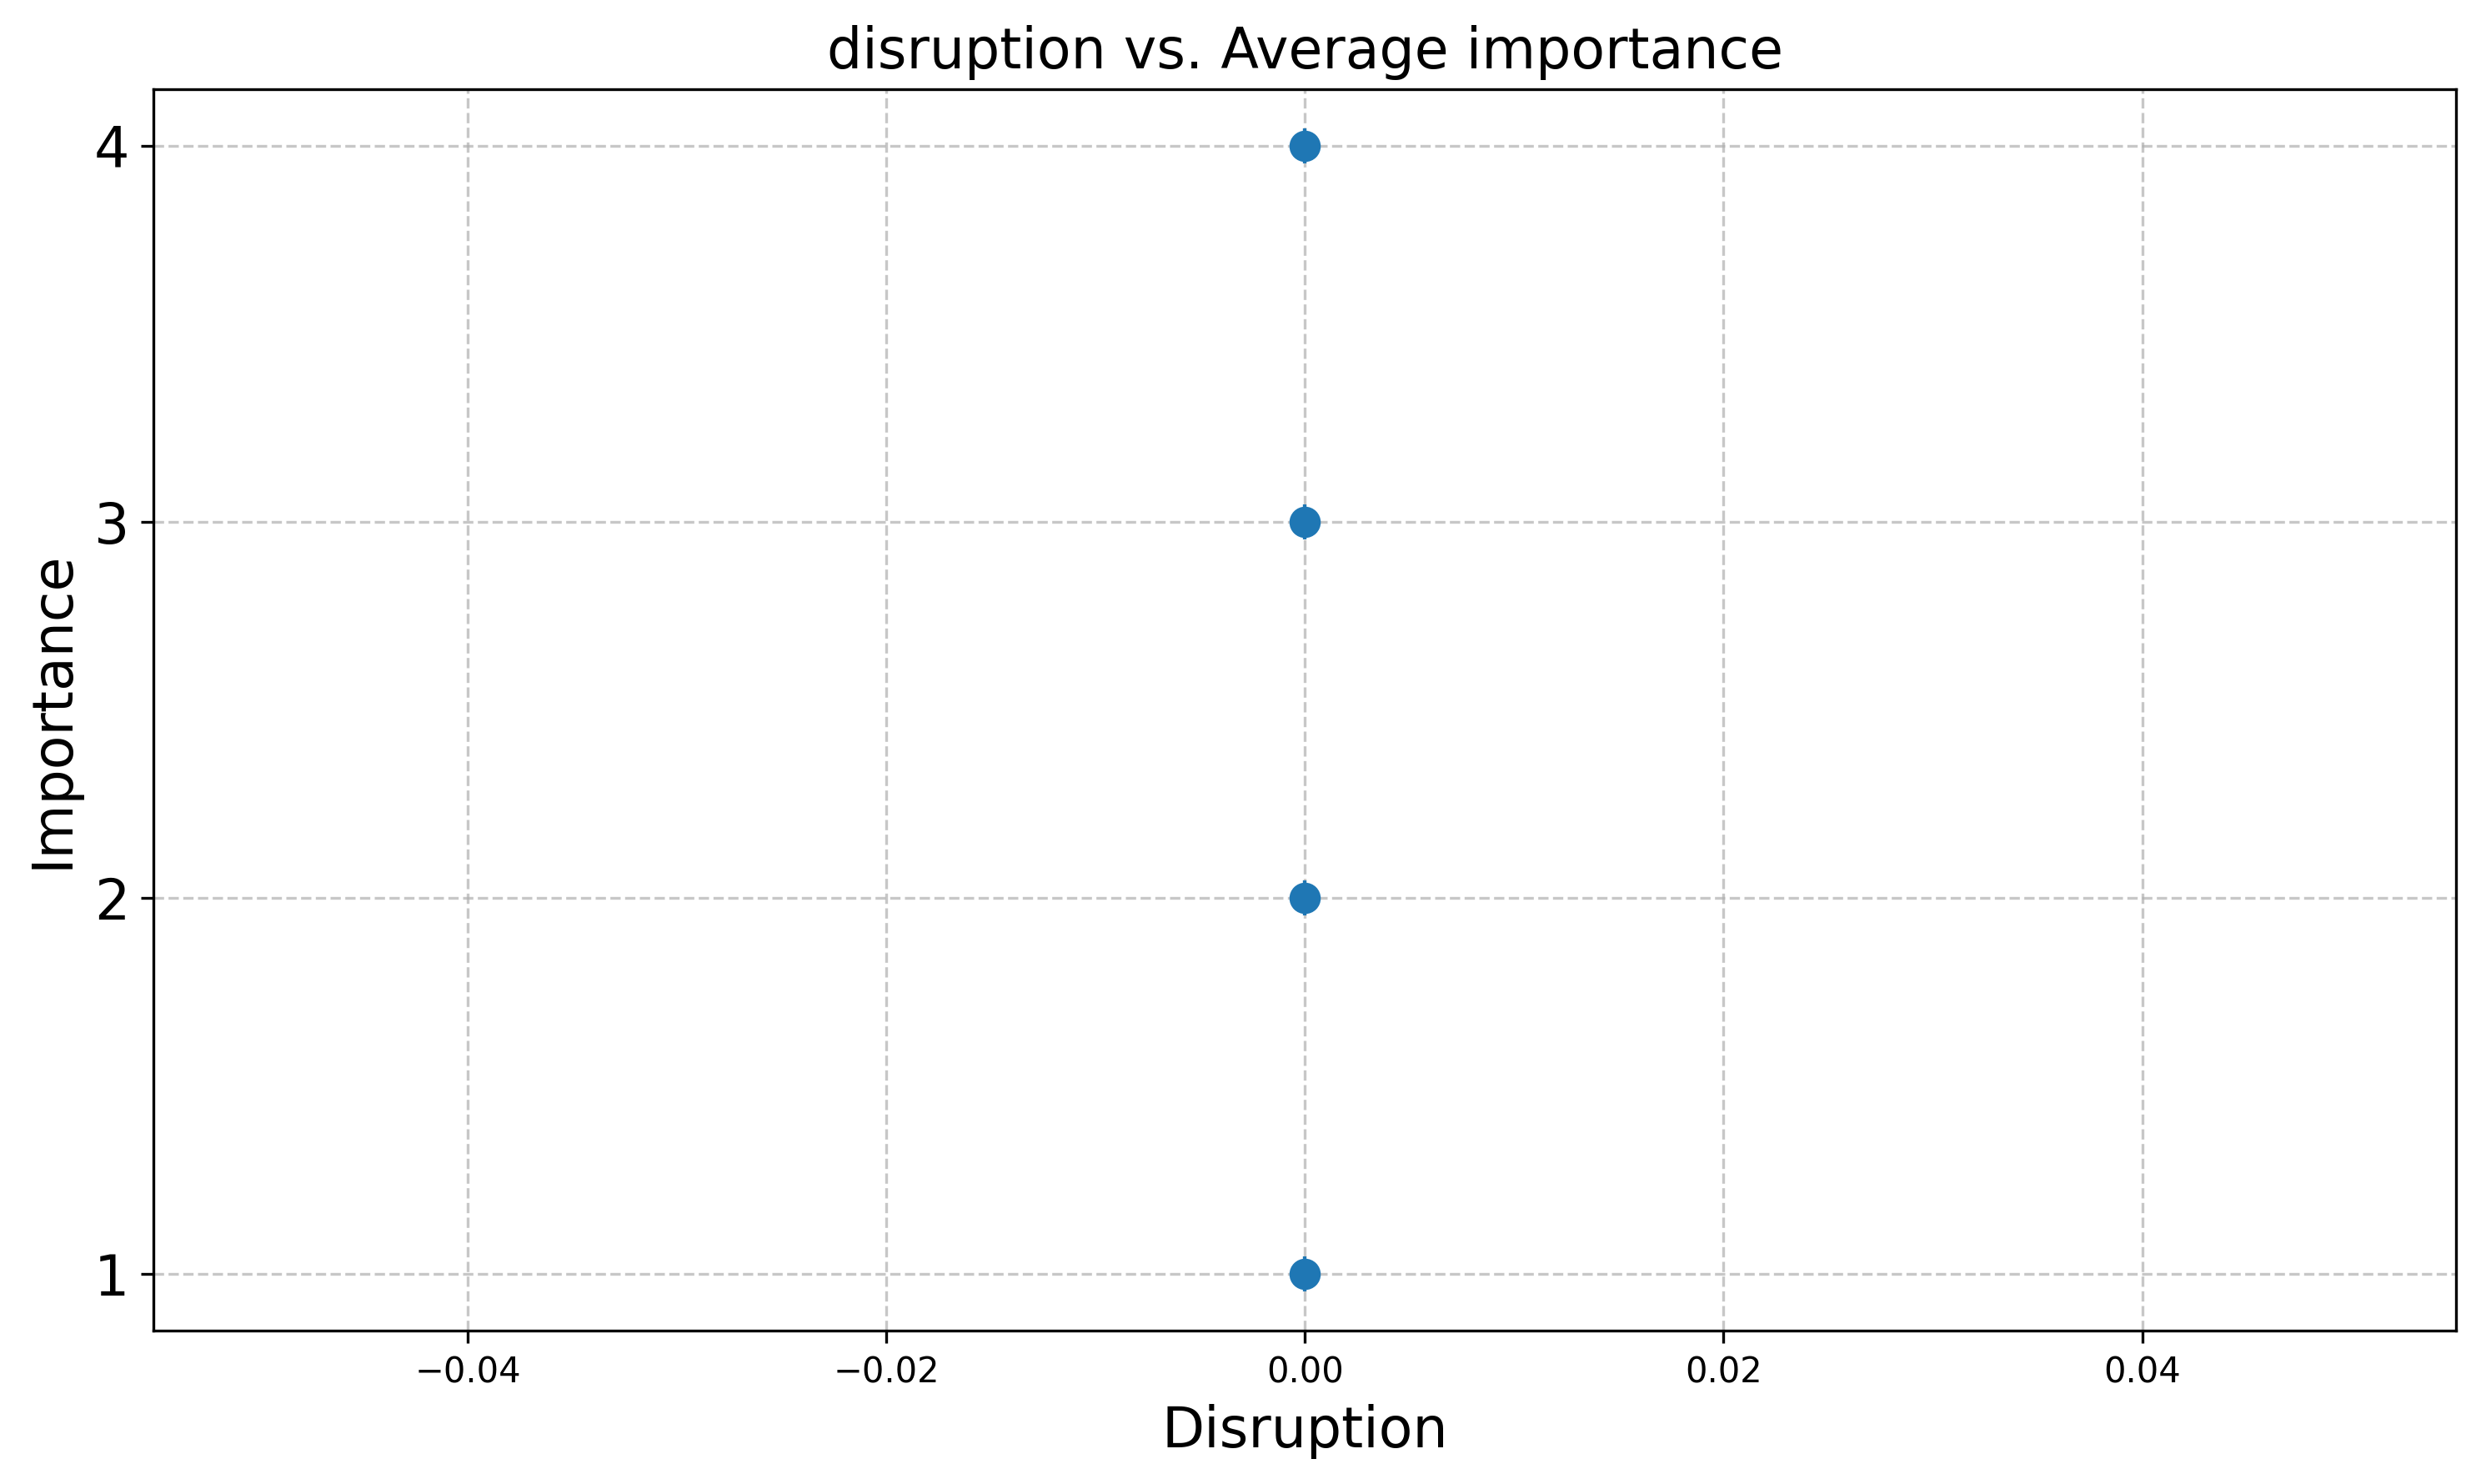 disruption vs. Average importance
4
3
2
1
Importance
−0.04 −0.02 0.00 0.02 0.04
Disruption